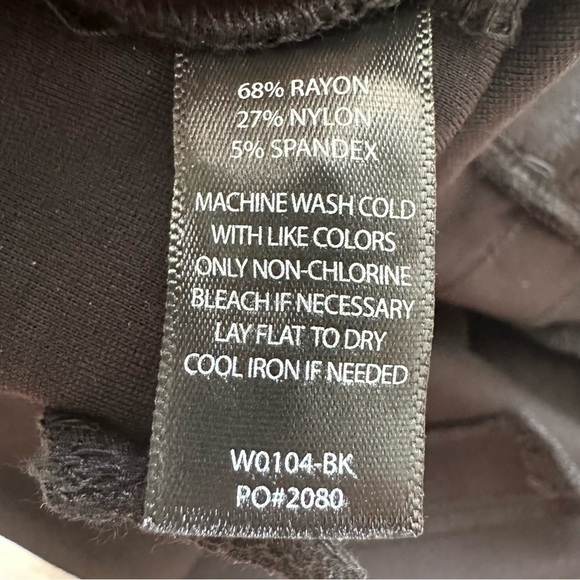 68% RAYON
27% NYLON
5% SPANDEX
MACHINE WASH COLD
WITH LIKE COLORS
ONLY NON-CHLORINE
BLEACH IF NECESSARY
LAY FLAT TO DRY
COOL IRON IF NEEDED
W0104-BK
PO#2080